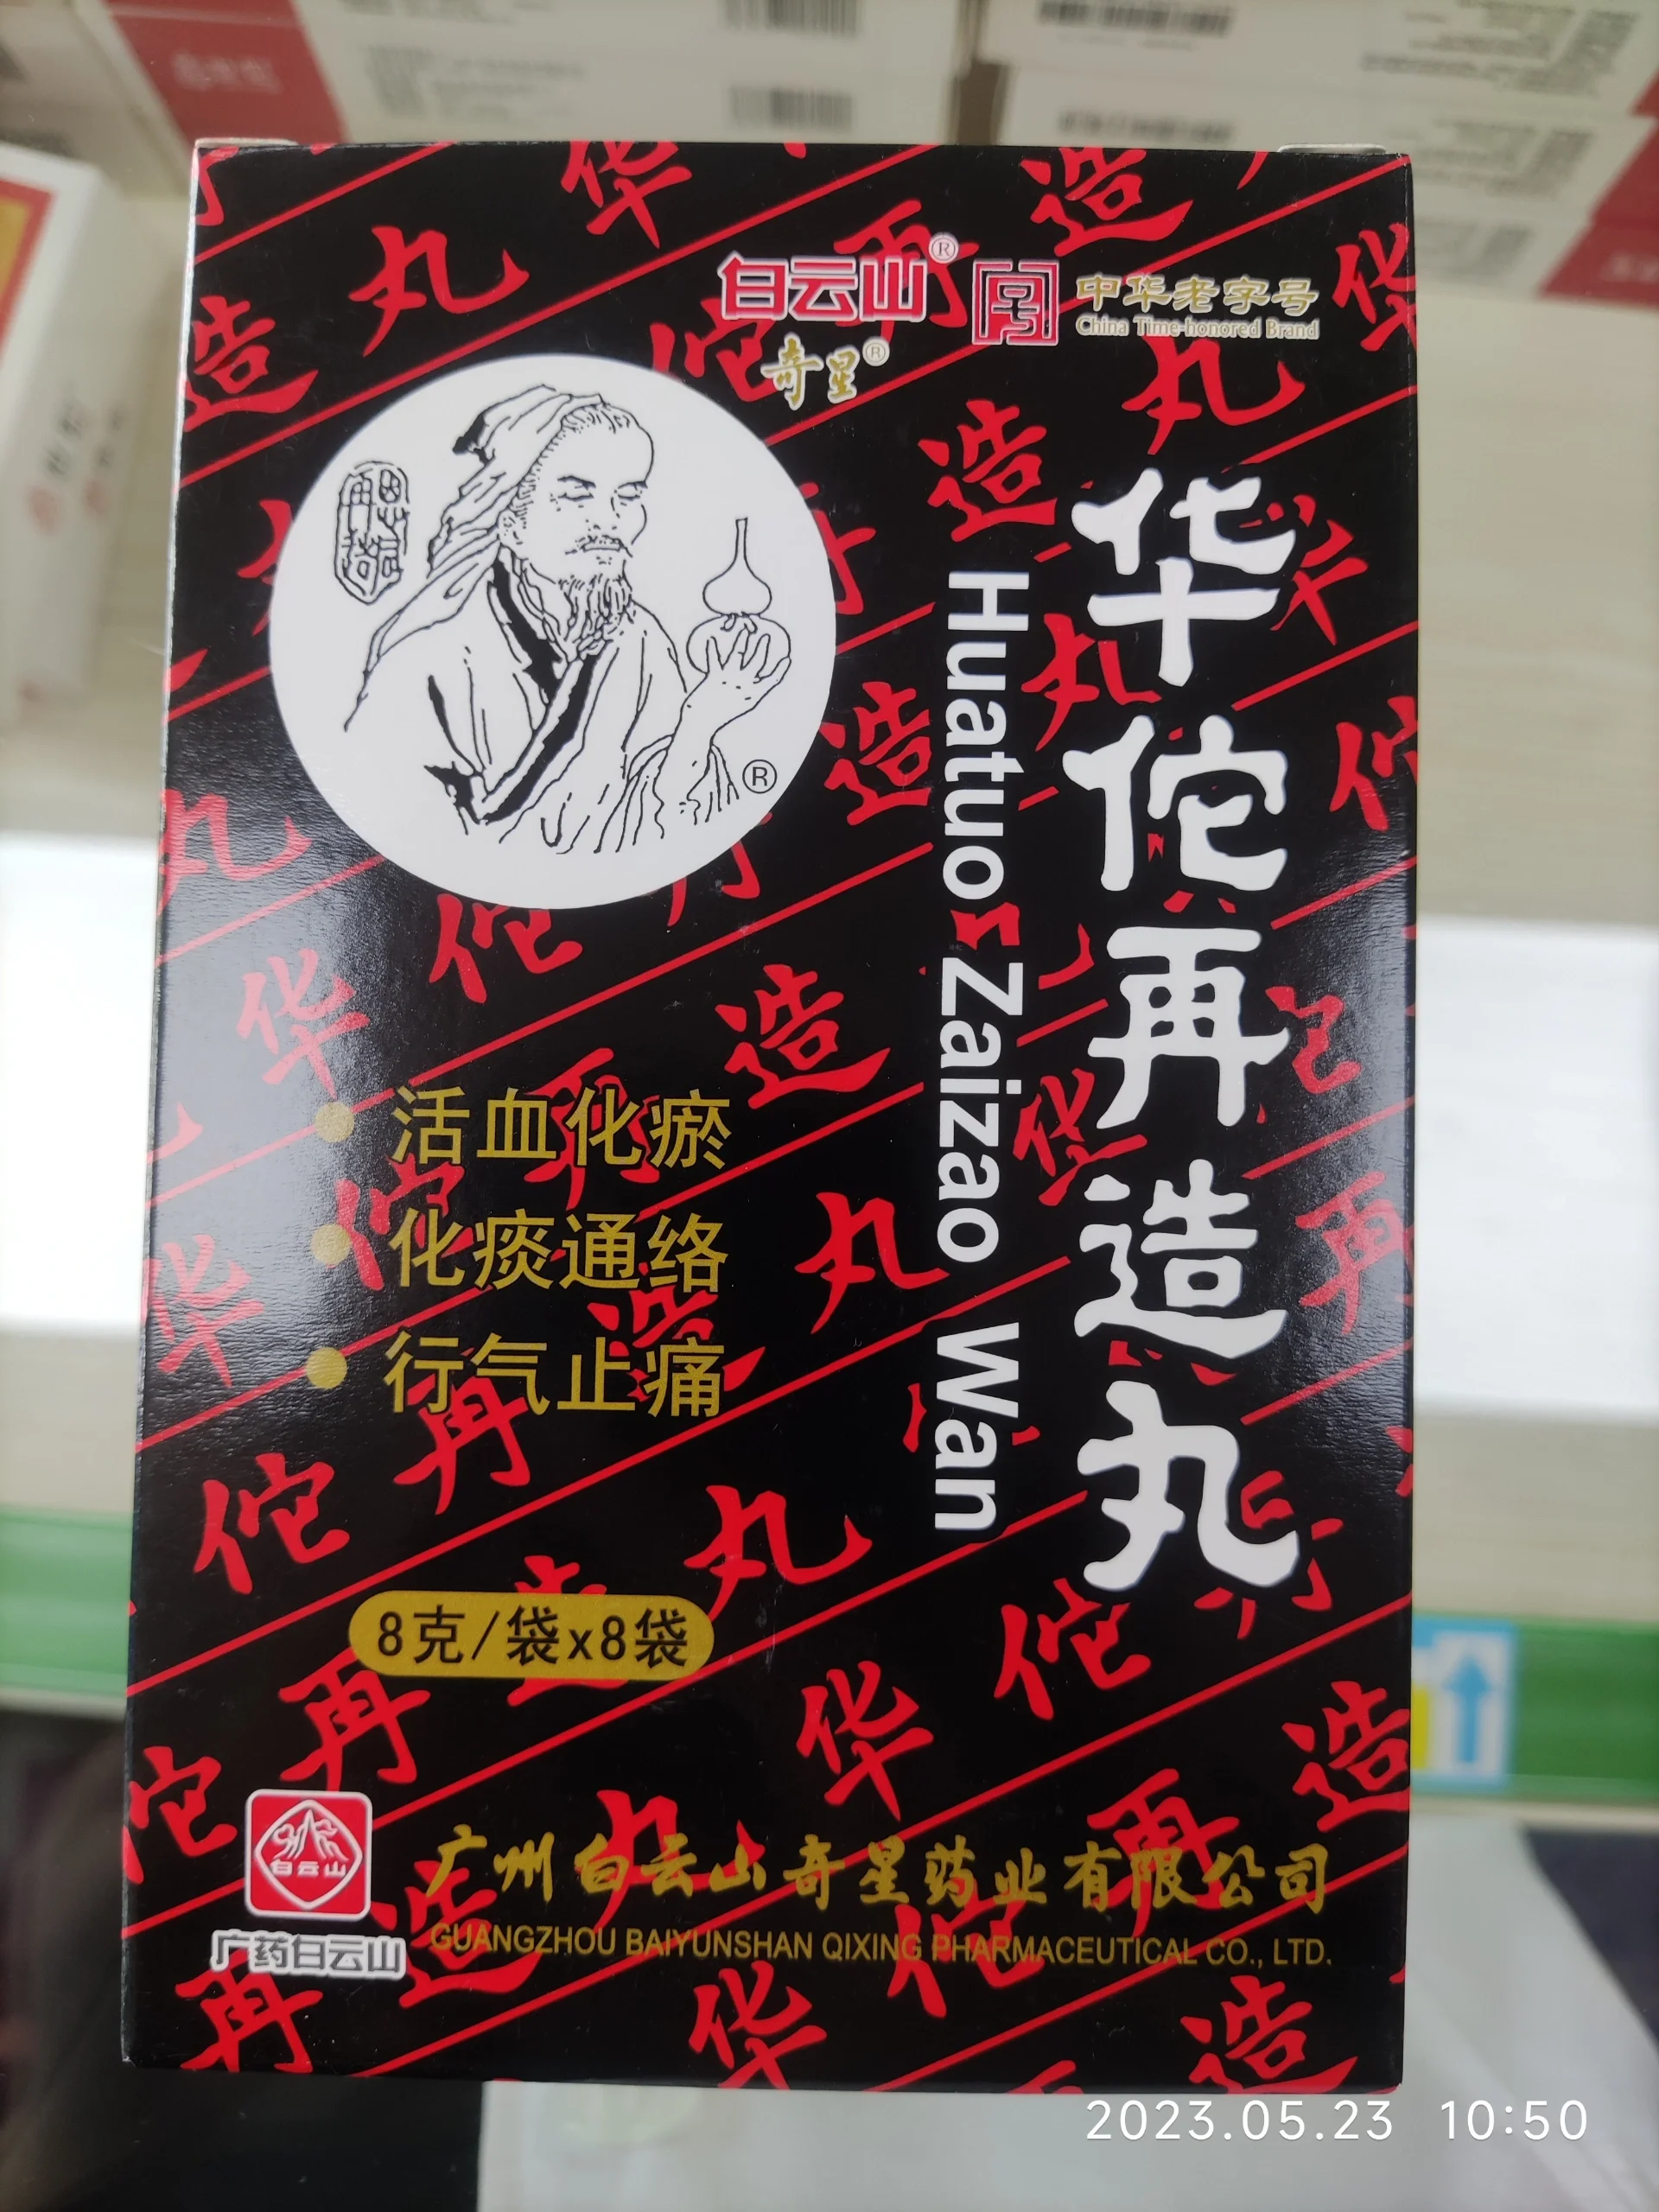 白云山®
中华老字号
China Time-honored Brand
奇星®
华佗再造丸
Huatuo Zaizao Wan
®
活血化瘀
化痰通络
行气止痛
8克/袋x8袋
白云山
广药白云山
广州白云山奇星药业有限公司
GUANGZHOU BAIYUNSHAN QIXING PHARMACEUTICAL CO., LTD.
2023.05.23 10:50